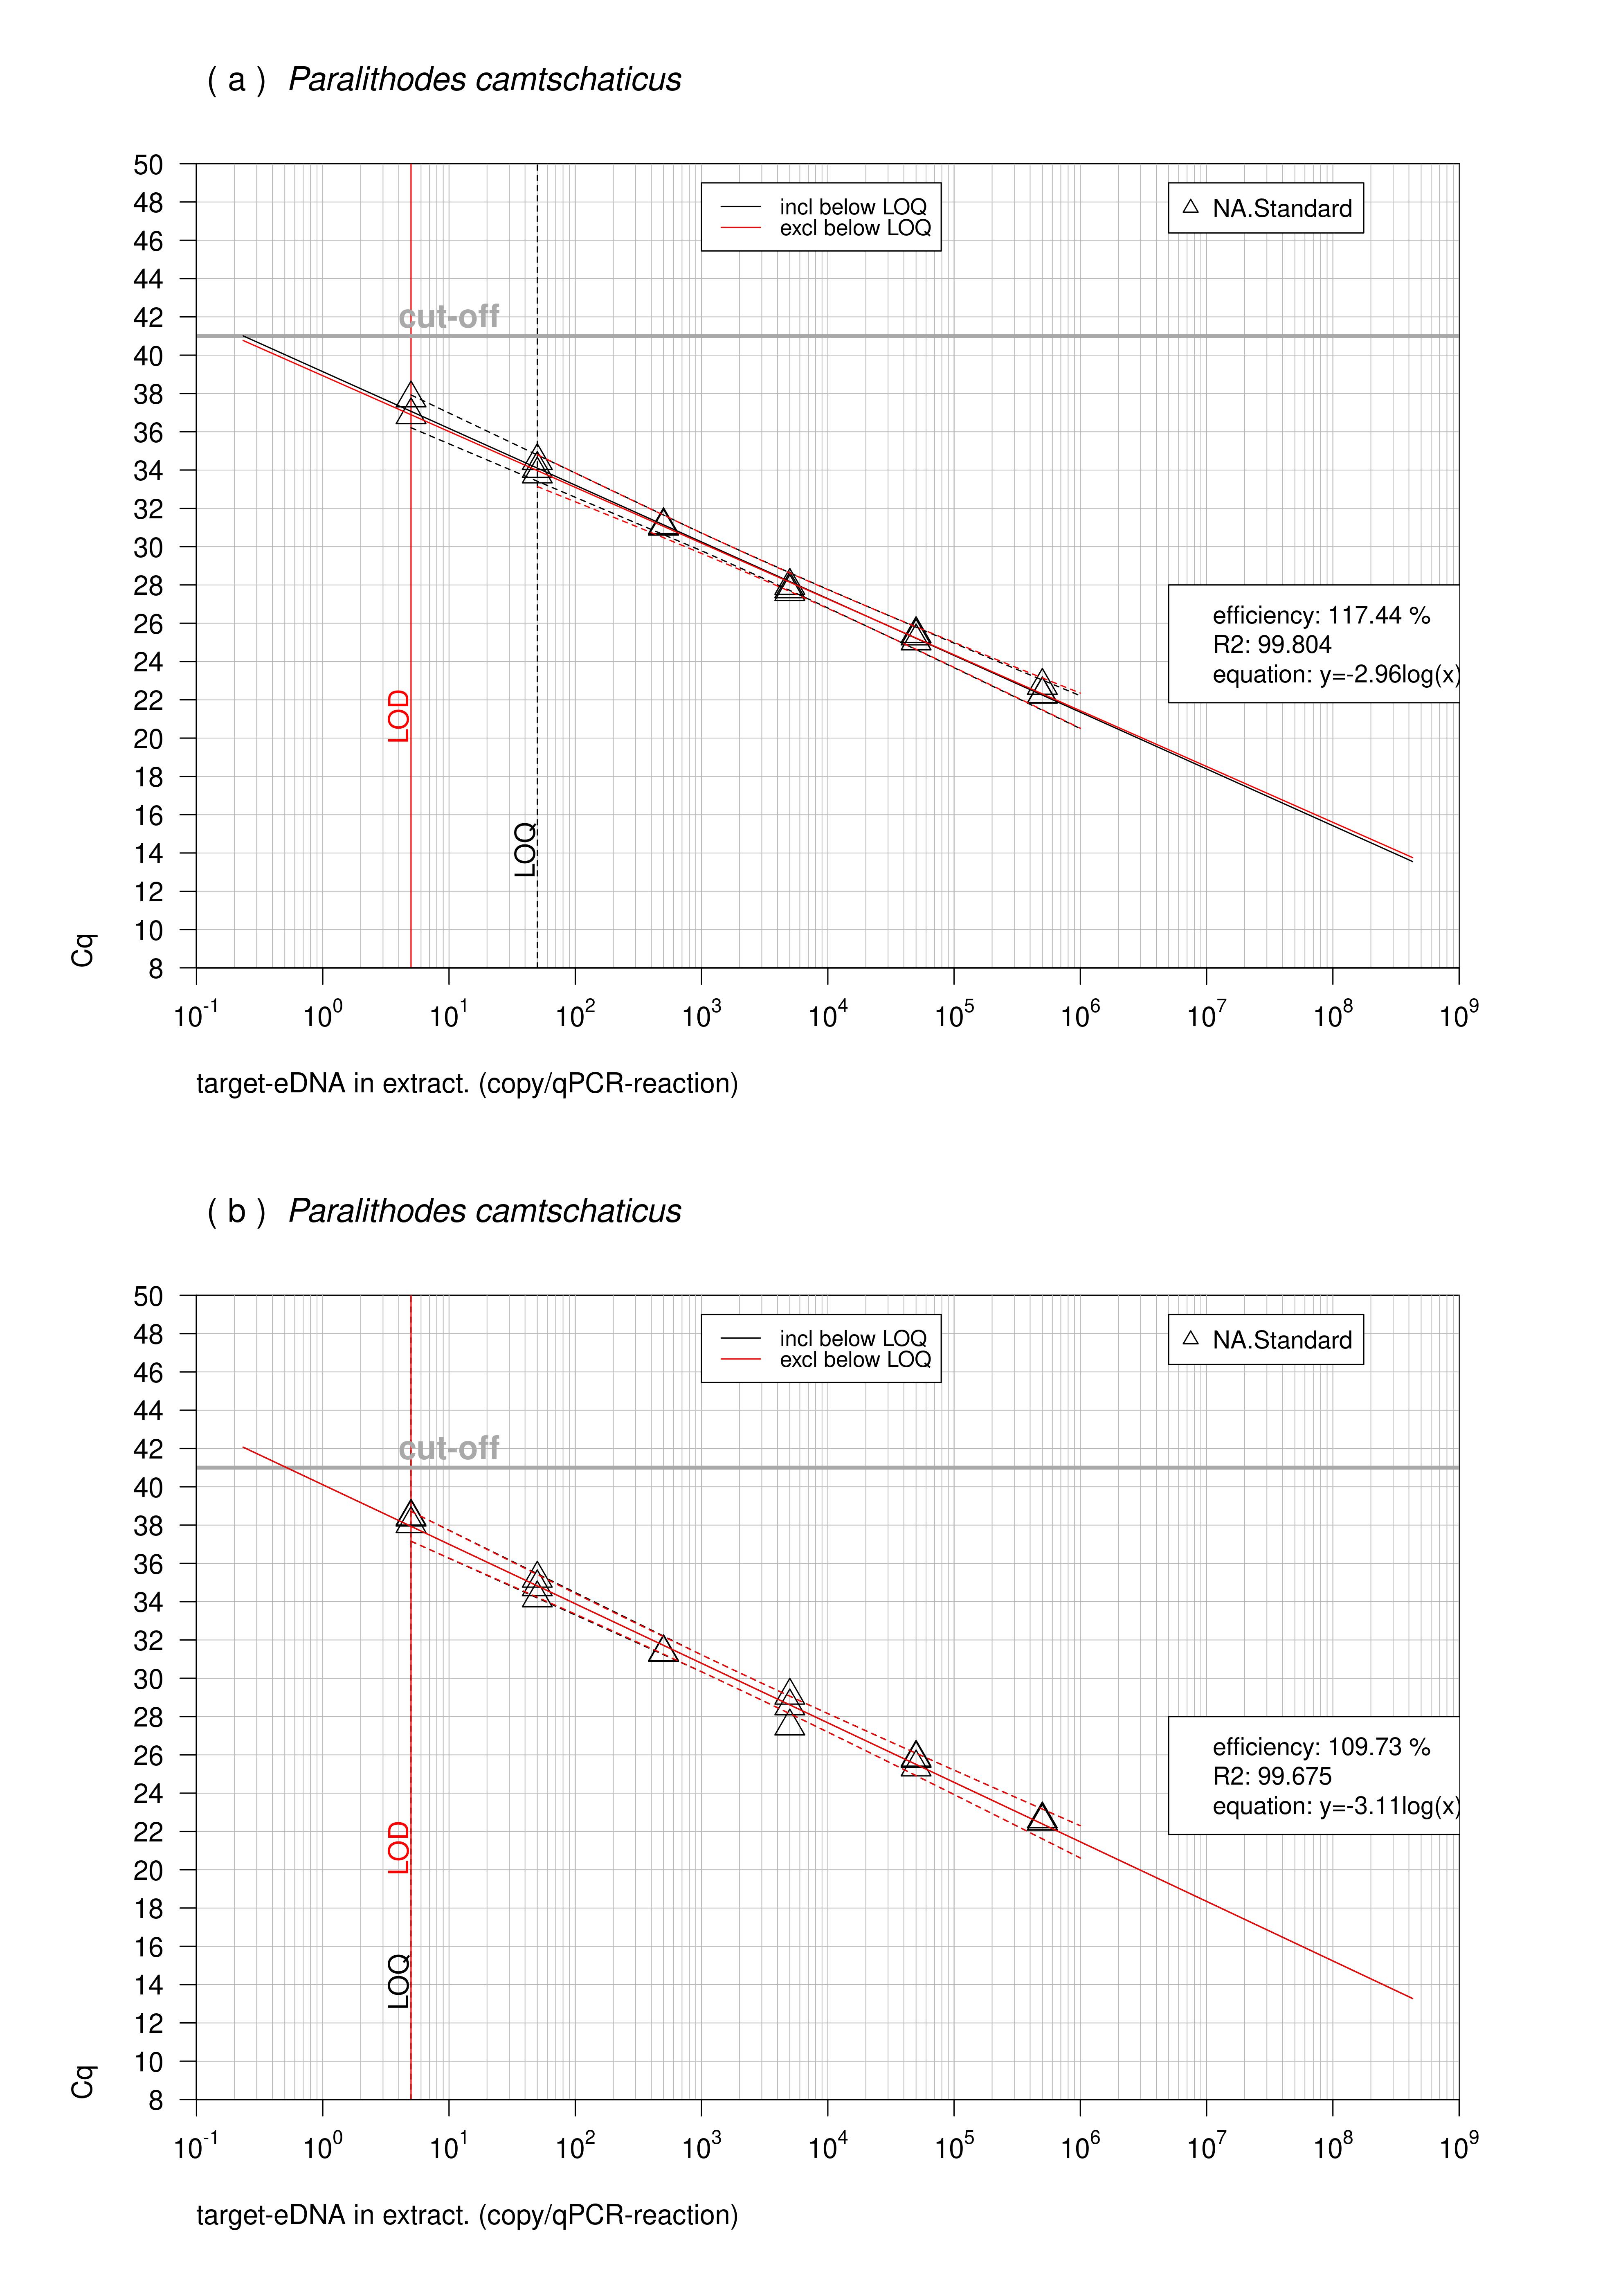 ( a ) Paralithodes camtschaticus
50
48
46
44
42
40
38
36
34
32
30
28
26
24
22
20
18
16
14
12
10
8
incl below LOQ
excl below LOQ
NA.Standard
cut-off
efficiency: 117.44 %
R2: 99.804
equation: y=-2.96log(x)
LOD
LOQ
Cq
10-1 100 101 102 103 104 105 106 107 108 109
target-eDNA in extract. (copy/qPCR-reaction)
( b ) Paralithodes camtschaticus
50
48
46
44
42
40
38
36
34
32
30
28
26
24
22
20
18
16
14
12
10
8
incl below LOQ
excl below LOQ
NA.Standard
cut-off
efficiency: 109.73 %
R2: 99.675
equation: y=-3.11log(x)
LOD
LOQ
Cq
10-1 100 101 102 103 104 105 106 107 108 109
target-eDNA in extract. (copy/qPCR-reaction)